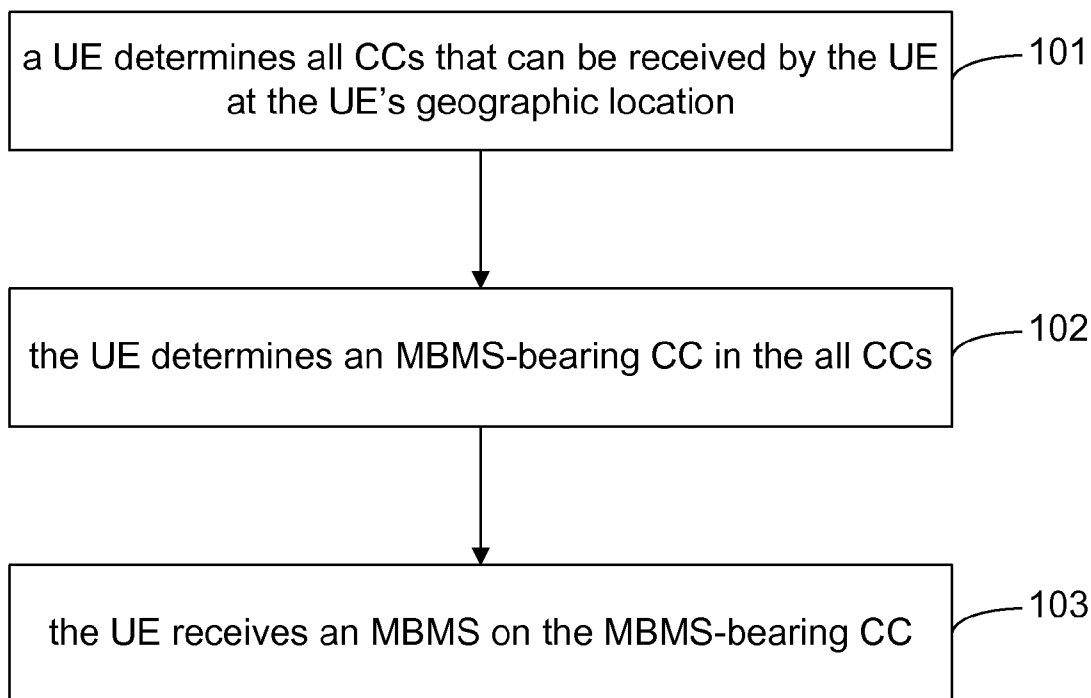 a UE determines all CCs that can be received by the UE
at the UE's geographic location
101
the UE determines an MBMS-bearing CC in the all CCs
102
the UE receives an MBMS on the MBMS-bearing CC
103